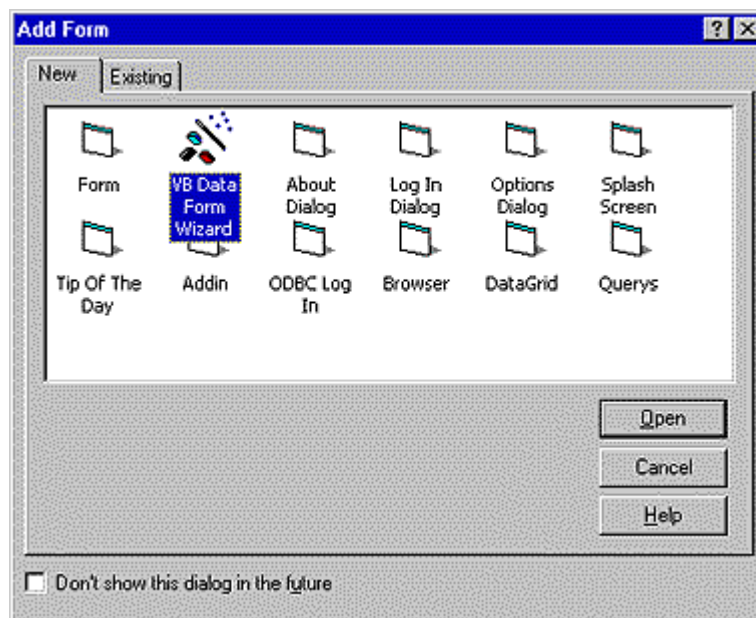 Add Form
New Existing
Form
VB Data
Form
Wizard
About
Dialog
Log In
Dialog
Options
Dialog
Splash
Screen
Tip Of The
Day
Addin
ODBC Log
In
Browser
DataGrid
Querys
Open
Cancel
Help
Don't show this dialog in the future